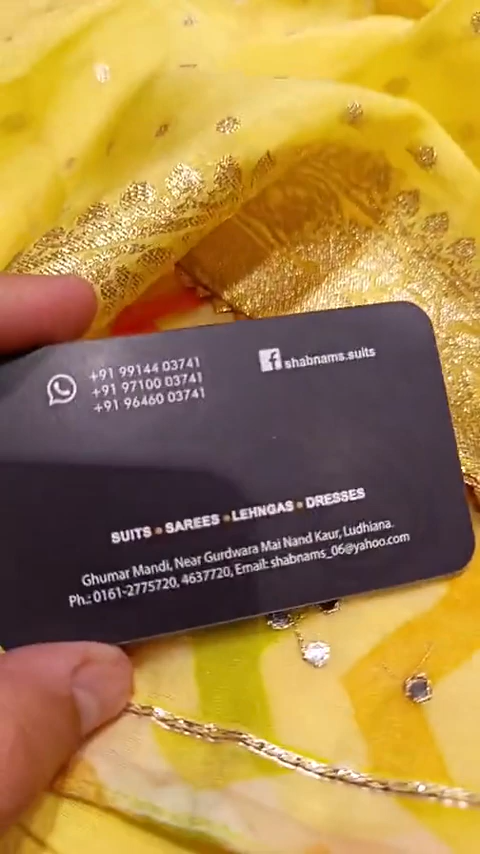 +91 99144 03741
+91 97100 03741
+91 96460 03741
shabnams.suits
SUITS • SAREES • LEHNGAS • DRESSES
Ghumar Mandi, Near Gurdwara Mai Nand Kaur, Ludhiana.
Ph.: 0161-2775720, 4637720, Email: shabnams_06@yahoo.com